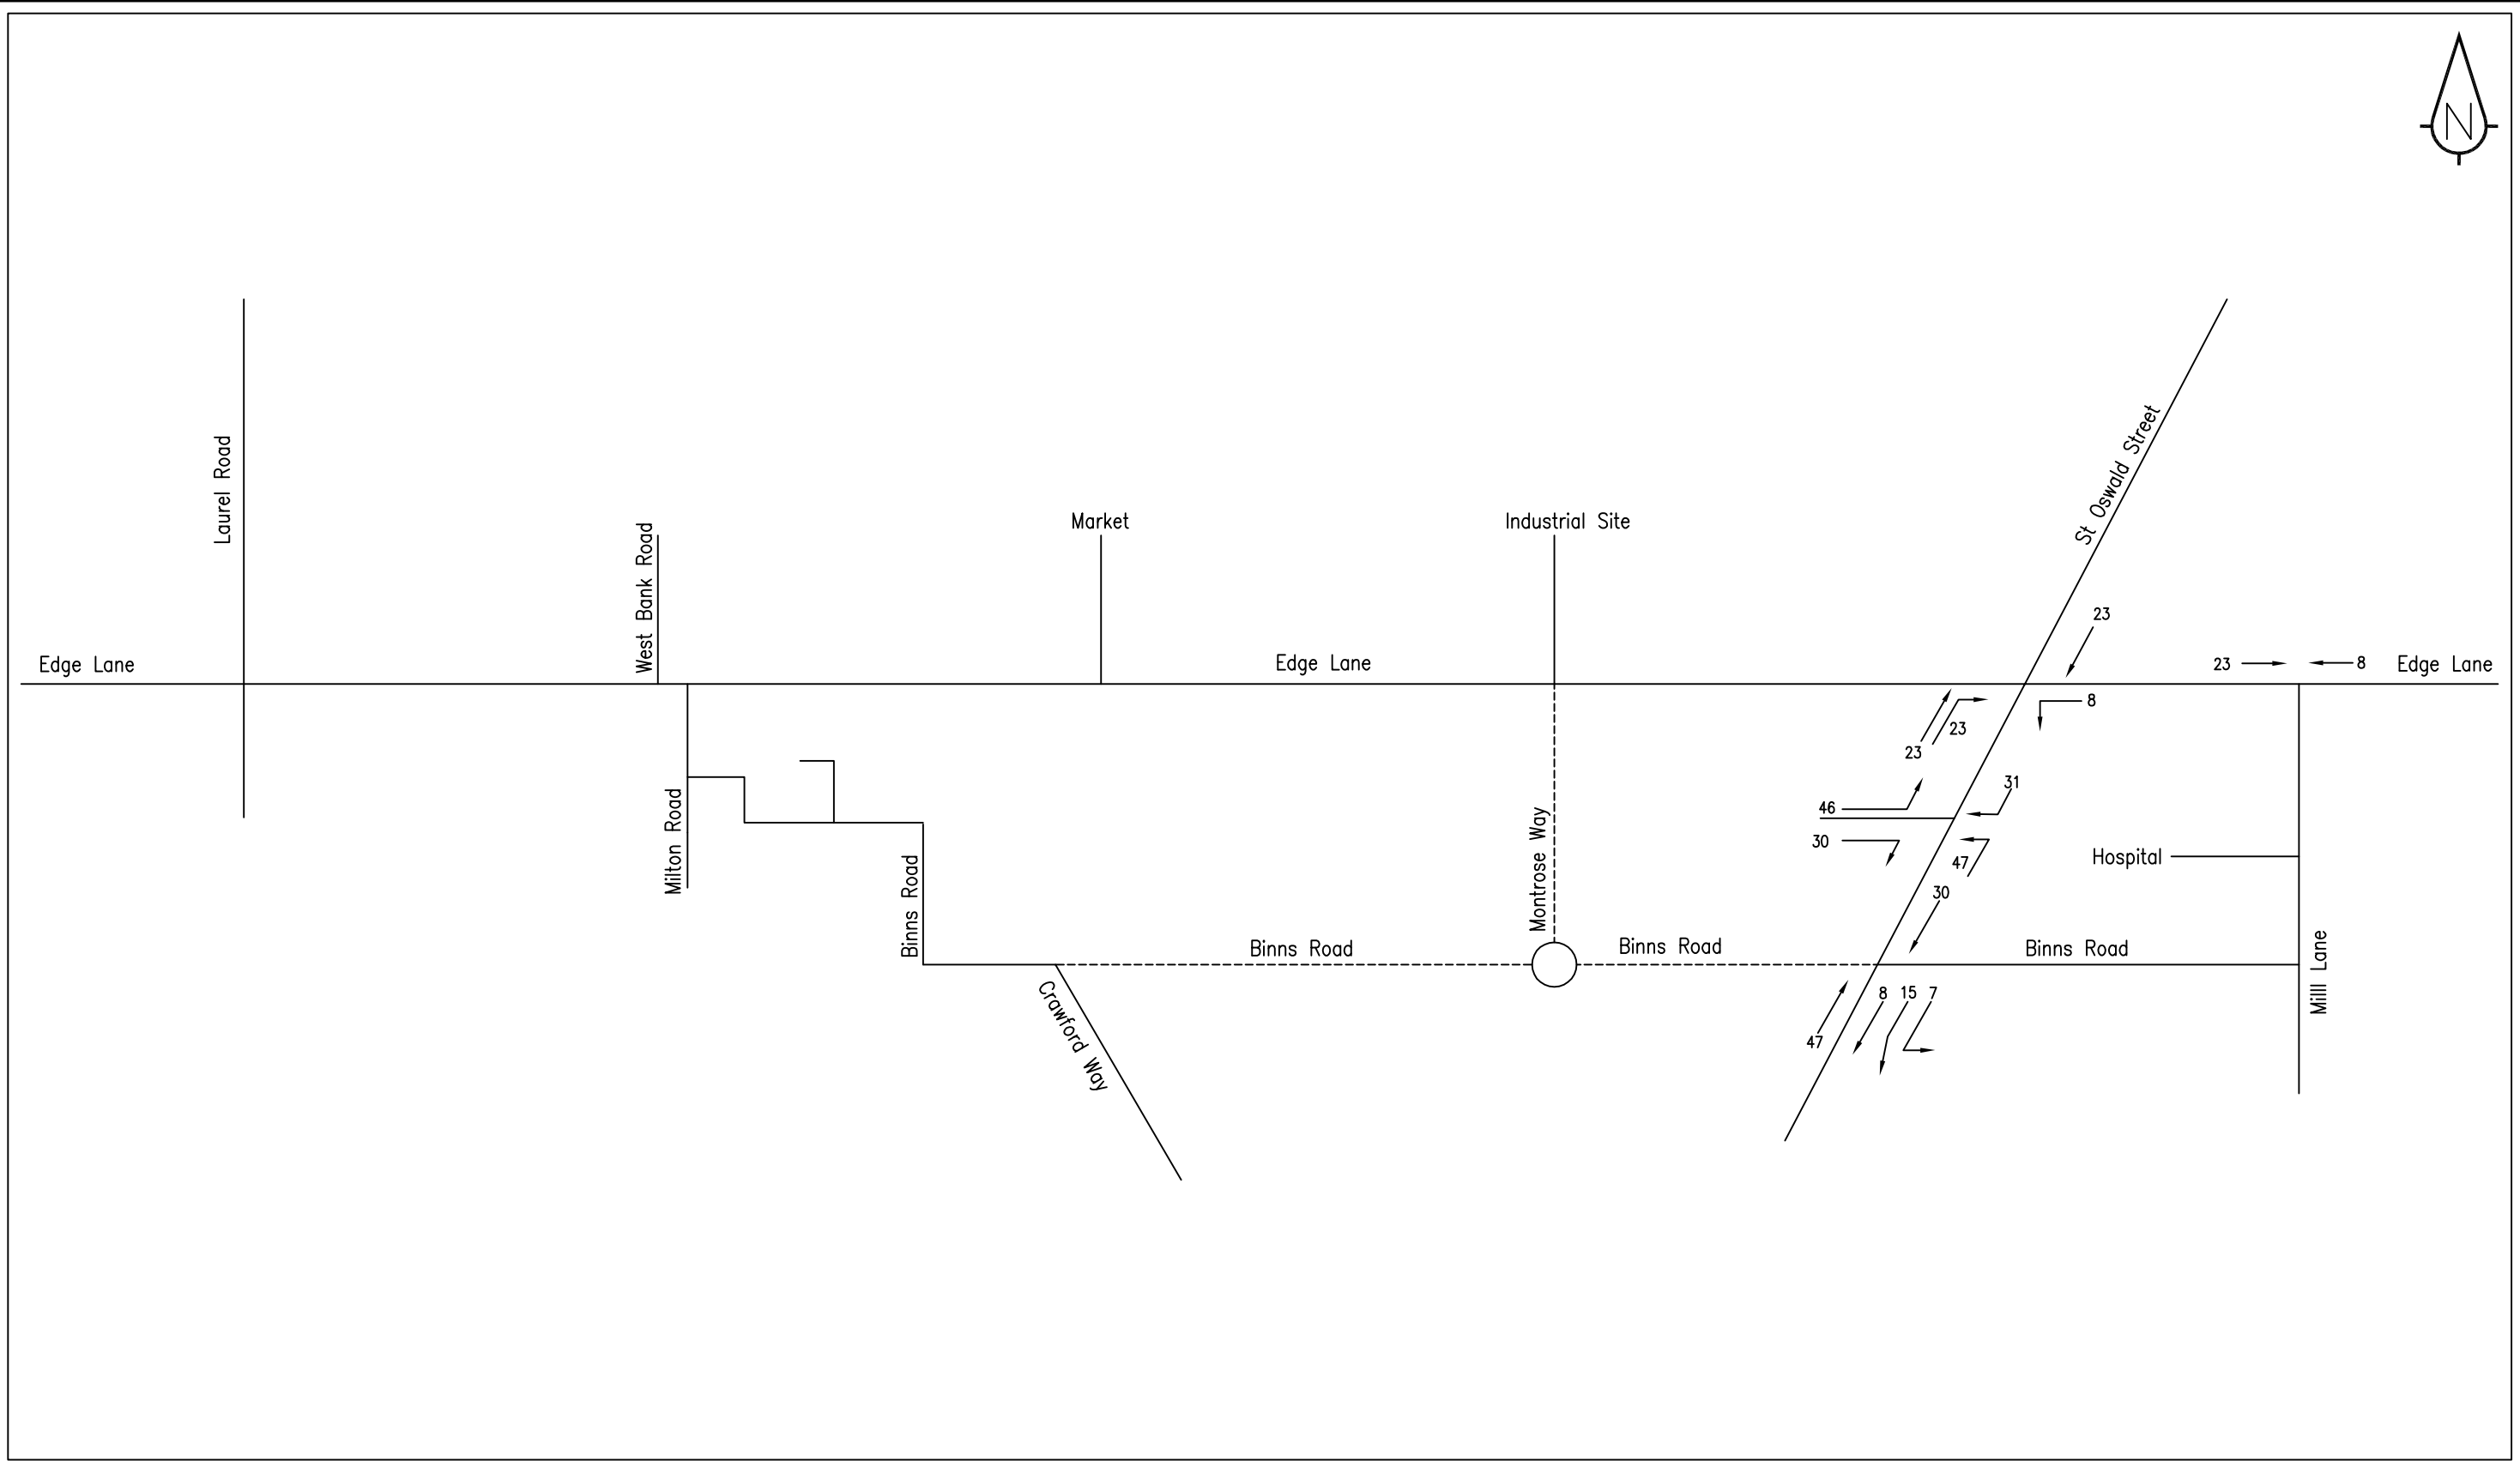 N
Laurel Road
St Oswald Street
Market
Industrial Site
West Bank Road
23
Edge Lane
Edge Lane
23
8
Edge Lane
8
23
23
31
46
Milton Road
Montrose Way
30
47
Hospital
30
Binns Road
Binns Road
Binns Road
Binns Road
Milll Lane
8
15
7
Crawford Way
47